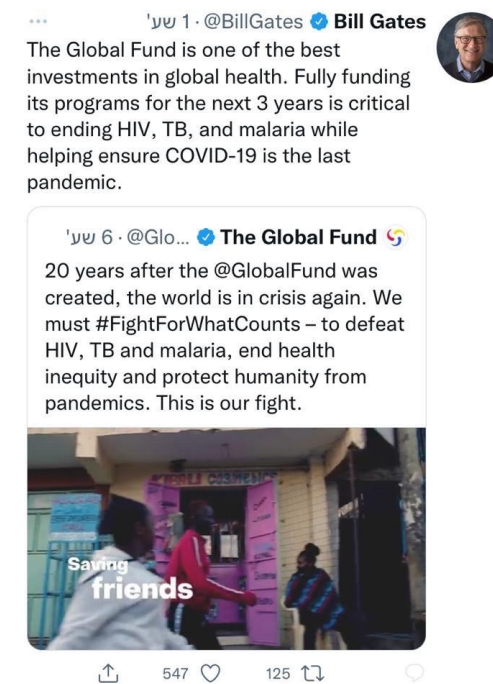 Bill Gates @BillGates · 1 שע'
The Global Fund is one of the best
investments in global health. Fully funding
its programs for the next 3 years is critical
to ending HIV, TB, and malaria while
helping ensure COVID-19 is the last
pandemic.
The Global Fund @Glo... · 6 שע'
20 years after the @GlobalFund was
created, the world is in crisis again. We
must #FightForWhatCounts – to defeat
HIV, TB and malaria, end health
inequity and protect humanity from
pandemics. This is our fight.
COSMETICS
Saving
friends
547
125